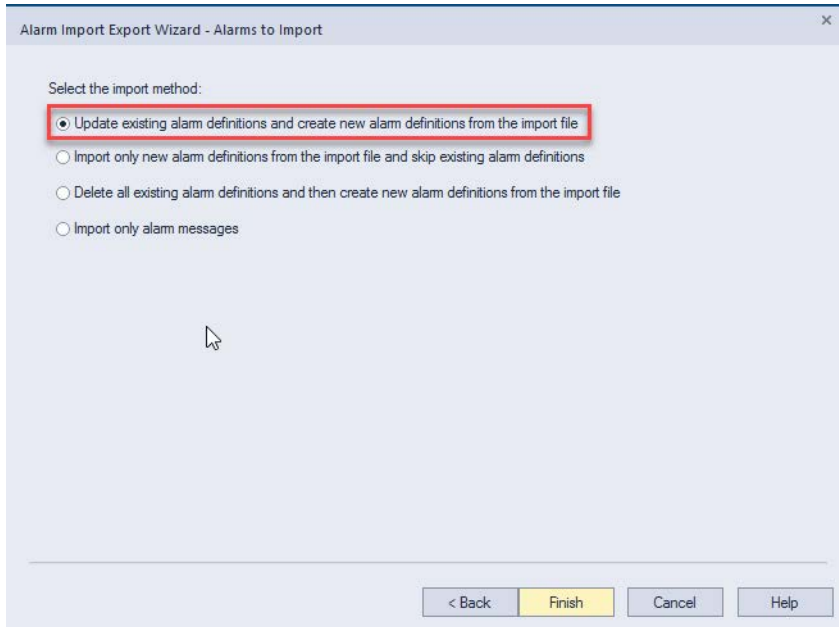 Alarm Import Export Wizard - Alarms to Import
Select the import method:
Update existing alarm definitions and create new alarm definitions from the import file
Import only new alarm definitions from the import file and skip existing alarm definitions
Delete all existing alarm definitions and then create new alarm definitions from the import file
Import only alarm messages
< Back Finish Cancel Help